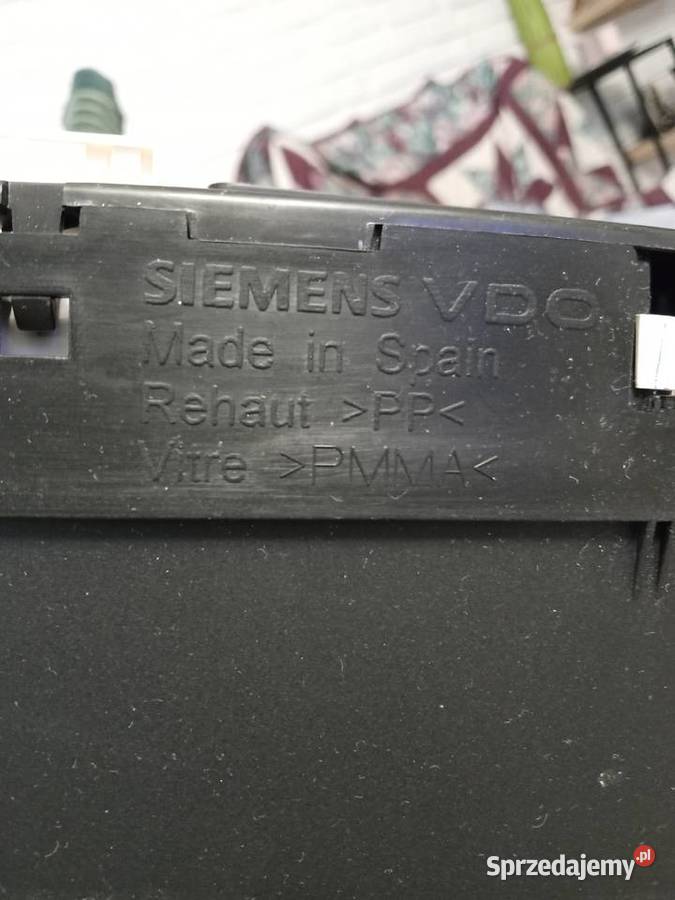 SIEMENS VDO
Made in Spain
Rehaut >PP<
Vitre >PMMA<
Sprzedajemy.pl